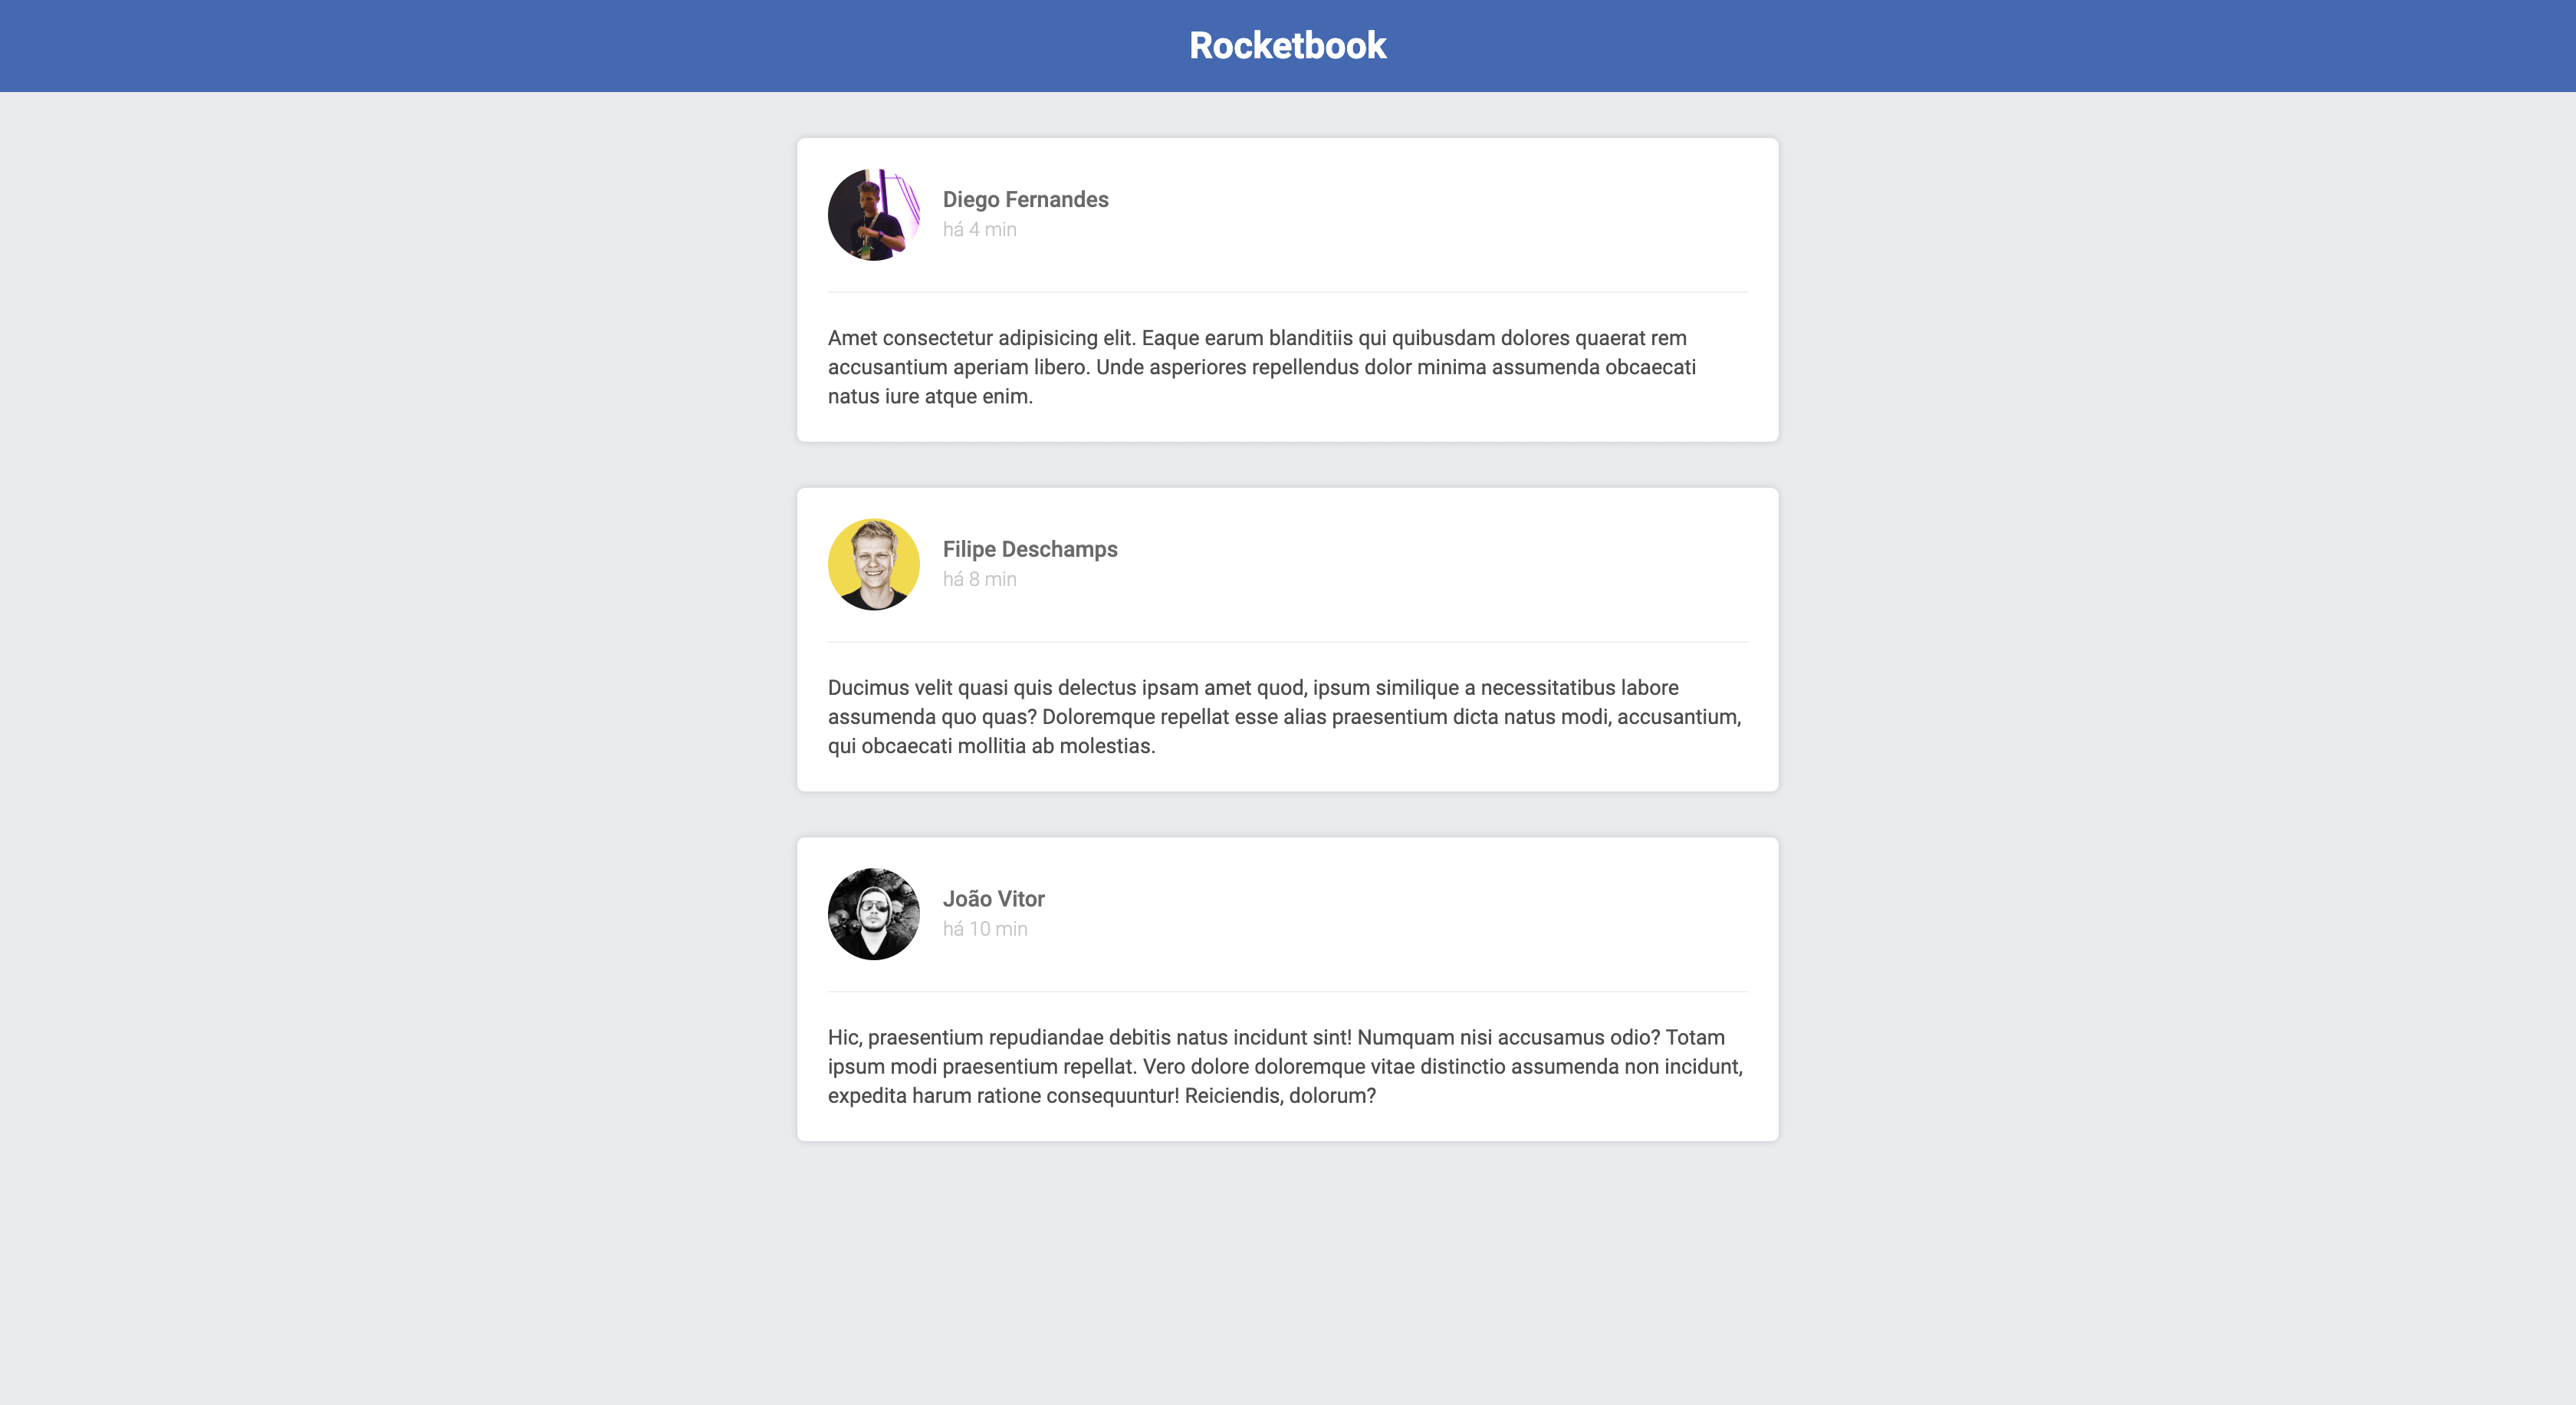 Rocketbook
Diego Fernandes
há 4 min
Amet consectetur adipisicing elit. Eaque earum blanditiis qui quibusdam dolores quaerat rem
accusantium aperiam libero. Unde asperiores repellendus dolor minima assumenda obcaecati
natus iure atque enim.
Filipe Deschamps
há 8 min
Ducimus velit quasi quis delectus ipsam amet quod, ipsum similique a necessitatibus labore
assumenda quo quas? Doloremque repellat esse alias praesentium dicta natus modi, accusantium,
qui obcaecati mollitia ab molestias.
João Vitor
há 10 min
Hic, praesentium repudiandae debitis natus incidunt sint! Numquam nisi accusamus odio? Totam
ipsum modi praesentium repellat. Vero dolore doloremque vitae distinctio assumenda non incidunt,
expedita harum ratione consequuntur! Reiciendis, dolorum?